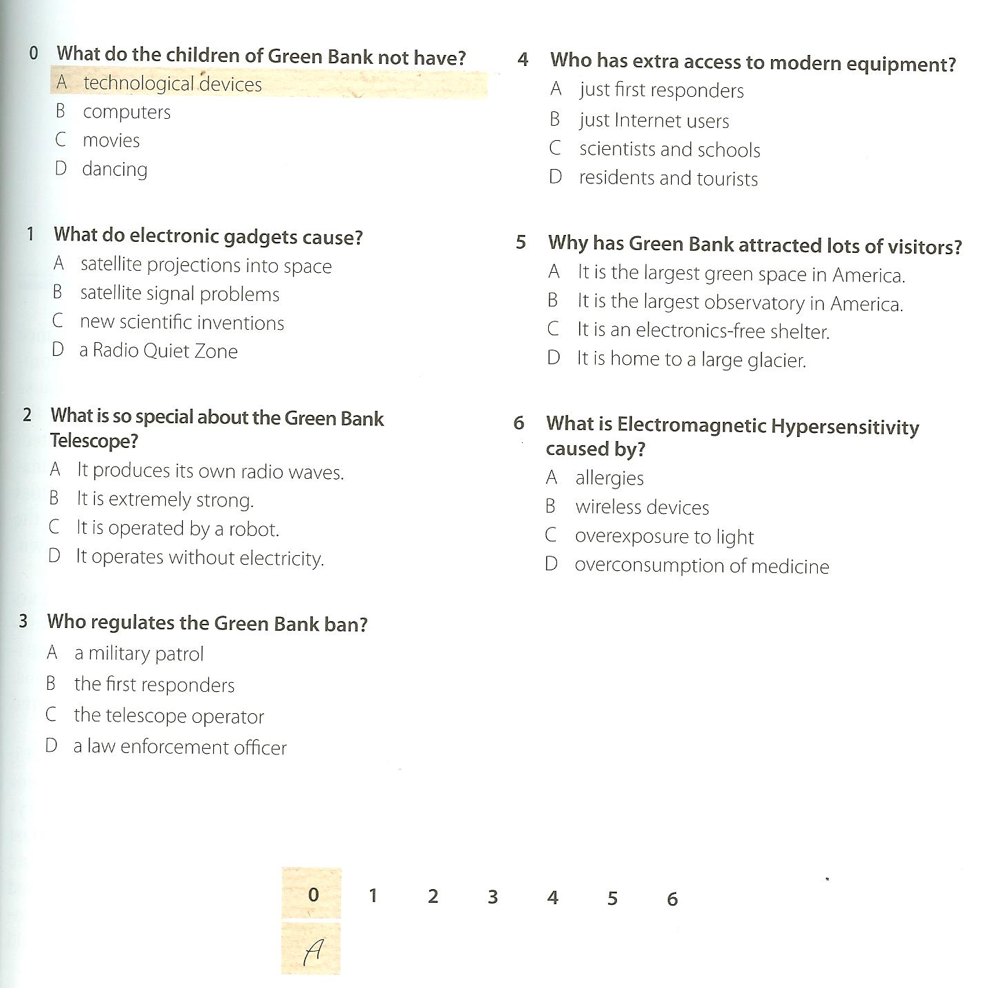 0 What do the children of Green Bank not have?
A technological devices
B computers
C movies
D dancing
1 What do electronic gadgets cause?
A satellite projections into space
B satellite signal problems
C new scientific inventions
D a Radio Quiet Zone
2 What is so special about the Green Bank
Telescope?
A It produces its own radio waves.
B It is extremely strong.
C It is operated by a robot.
D It operates without electricity.
3 Who regulates the Green Bank ban?
A a military patrol
B the first responders
C the telescope operator
D a law enforcement officer
4 Who has extra access to modern equipment?
A just first responders
B just Internet users
C scientists and schools
D residents and tourists
5 Why has Green Bank attracted lots of visitors?
A It is the largest green space in America.
B It is the largest observatory in America.
C It is an electronics-free shelter.
D It is home to a large glacier.
6 What is Electromagnetic Hypersensitivity
caused by?
A allergies
B wireless devices
C overexposure to light
D overconsumption of medicine
0 1 2 3 4 5 6
A